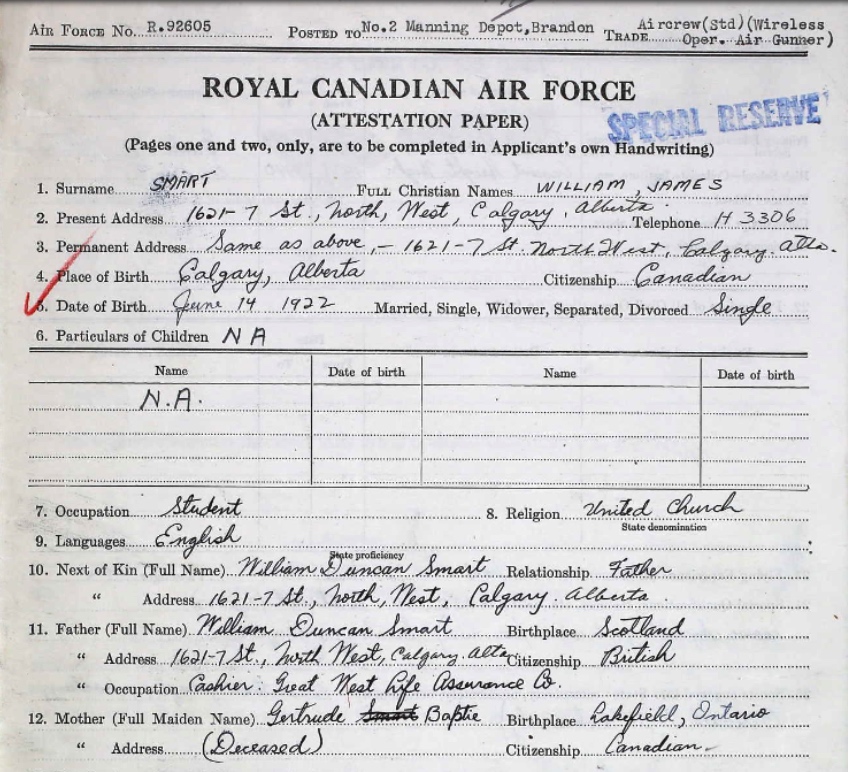 AIR FORCE NO. R.92605 POSTED TO No.2 Manning Depot,Brandon TRADE Aircrew(Std)(Wireless
Oper. Air Gunner)
ROYAL CANADIAN AIR FORCE
(ATTESTATION PAPER)
SPECIAL RESERVE
(Pages one and two, only, are to be completed in Applicant's own Handwriting)
1. Surname SMART FULL Christian Names WILLIAM, JAMES
2. Present Address 1621-7 St., North, West, Calgary. Alberta. Telephone H 3306
3. Permanent Address Same as above, - 1621-7 St. North West, Calgary. Alta.
4. Place of Birth Calgary, Alberta Citizenship Canadian
5. Date of Birth June 14 1922 Married, Single, Widower, Separated, Divorced Single
6. Particulars of Children N A
Name Date of birth Name Date of birth
N.A.
7. Occupation Student 8. Religion United Church
State denomination
9. Languages English
State proficiency
10. Next of Kin (Full Name) William Duncan Smart Relationship Father
" Address 1621-7 St., North, West, Calgary. Alberta
11. Father (Full Name) William Duncan Smart Birthplace Scotland
" Address 1621-7 St., North West, Calgary. Alta Citizenship British
" Occupation Cashier: Great West Life Assurance Co.
12. Mother (Full Maiden Name) Gertrude Smart Baptie Birthplace Lakefield, Ontario
" Address (Deceased) Citizenship Canadian